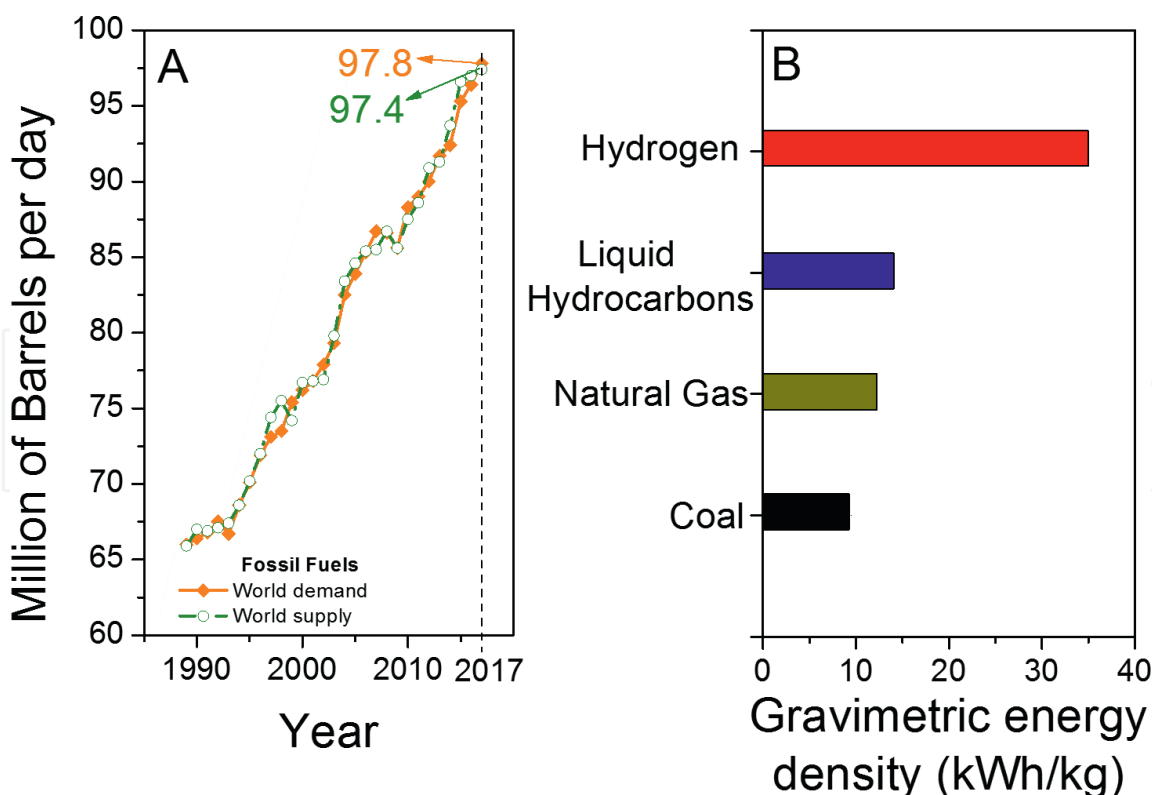 A
97.8
97.4
100
95
90
85
80
75
70
65
60
Million of Barrels per day
Fossil Fuels
World demand
World supply
1990
2000
2010
2017
Year
B
Hydrogen
Liquid
Hydrocarbons
Natural Gas
Coal
0
10
20
30
40
Gravimetric energy
density (kWh/kg)